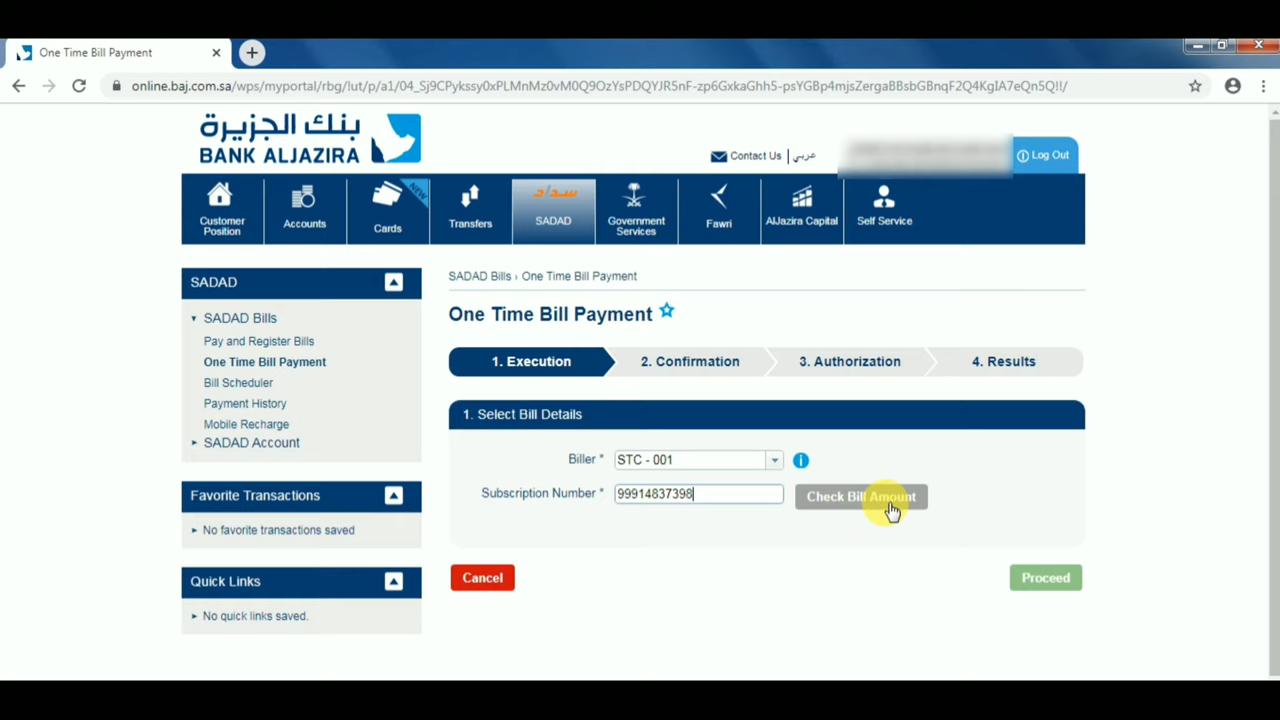 One Time Bill Payment
online.baj.com.sa/wps/myportal/rbg/lut/p/a1/04_Sj9CPykssy0xPLMnMz0vM0Q9OzYsPDQYJR5nF-zp6GxkaGhh5-psYGBp4mjsZergaBBsbGBnqF2Q4KgIA7eQn5Q!!/
بنك الجزيرة
BANK ALJAZIRA
Contact Us | عربي
Log Out
Customer Position
Accounts
Cards
NEW
Transfers
سداد
SADAD
Government Services
Fawri
AlJazira Capital
Self Service
SADAD
SADAD Bills
Pay and Register Bills
One Time Bill Payment
Bill Scheduler
Payment History
Mobile Recharge
SADAD Account
Favorite Transactions
No favorite transactions saved
Quick Links
No quick links saved.
SADAD Bills › One Time Bill Payment
One Time Bill Payment
1. Execution
2. Confirmation
3. Authorization
4. Results
1. Select Bill Details
Biller * STC - 001
Subscription Number * 99914837398
Check Bill Amount
Cancel
Proceed